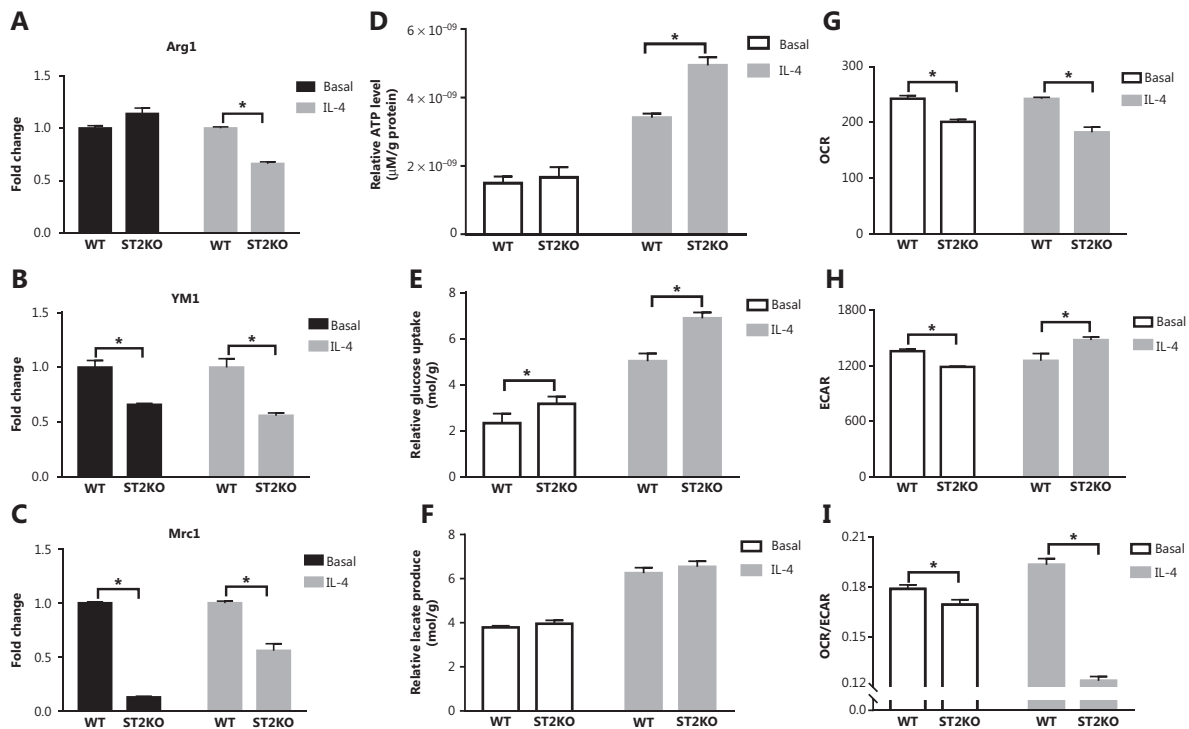 A
Arg1
Fold change
1.5
1.0
0.5
0.0
WT
ST2KO
WT
ST2KO
*
Basal
IL-4
B
YM1
Fold change
1.5
1.0
0.5
0.0
WT
ST2KO
WT
ST2KO
*
*
Basal
IL-4
C
Mrc1
Fold change
1.5
1.0
0.5
0.0
WT
ST2KO
WT
ST2KO
*
*
Basal
IL-4
D
Relative ATP level
(μM/g protein)
6 × 10⁻⁰⁹
4 × 10⁻⁰⁹
2 × 10⁻⁰⁹
0
WT
ST2KO
WT
ST2KO
*
Basal
IL-4
E
Relative glucose uptake
(mol/g)
8
6
4
2
0
WT
ST2KO
WT
ST2KO
*
*
Basal
IL-4
F
Relative lacate produce
(mol/g)
8
6
4
2
0
WT
ST2KO
WT
ST2KO
Basal
IL-4
G
OCR
300
200
100
0
WT
ST2KO
WT
ST2KO
*
*
Basal
IL-4
H
ECAR
1800
1200
600
0
WT
ST2KO
WT
ST2KO
*
*
Basal
IL-4
I
OCR/ECAR
0.21
0.18
0.15
0.12
0.0
WT
ST2KO
WT
ST2KO
*
*
Basal
IL-4